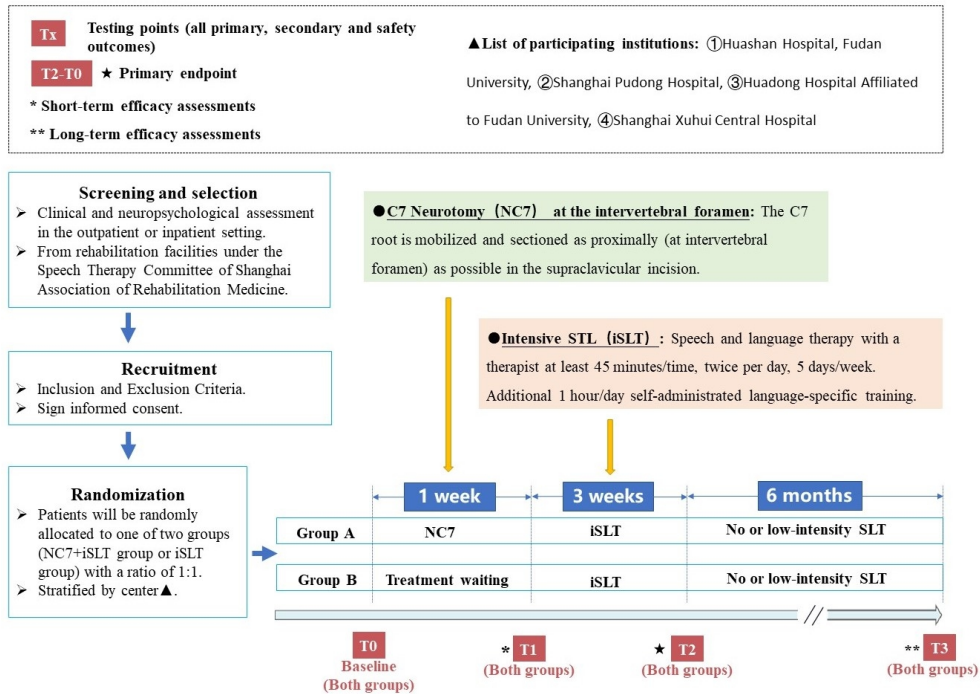 Tx
Testing points (all primary, secondary and safety
outcomes)
T2-T0 ★ Primary endpoint
* Short-term efficacy assessments
** Long-term efficacy assessments
▲List of participating institutions: ①Huashan Hospital, Fudan
University, ②Shanghai Pudong Hospital, ③Huadong Hospital Affiliated
to Fudan University, ④Shanghai Xuhui Central Hospital
Screening and selection
➢ Clinical and neuropsychological assessment
in the outpatient or inpatient setting.
➢ From rehabilitation facilities under the
Speech Therapy Committee of Shanghai
Association of Rehabilitation Medicine.
Recruitment
➢ Inclusion and Exclusion Criteria.
➢ Sign informed consent.
Randomization
➢ Patients will be randomly
allocated to one of two groups
(NC7+iSLT group or iSLT
group) with a ratio of 1:1.
➢ Stratified by center▲.
●C7 Neurotomy (NC7) at the intervertebral foramen: The C7
root is mobilized and sectioned as proximally (at intervertebral
foramen) as possible in the supraclavicular incision.
●Intensive STL (iSLT) : Speech and language therapy with a
therapist at least 45 minutes/time, twice per day, 5 days/week.
Additional 1 hour/day self-administrated language-specific training.
1 week
3 weeks
6 months
Group A
NC7
iSLT
No or low-intensity SLT
Group B
Treatment waiting
iSLT
No or low-intensity SLT
T0
Baseline
(Both groups)
* T1
(Both groups)
★ T2
(Both groups)
** T3
(Both groups)